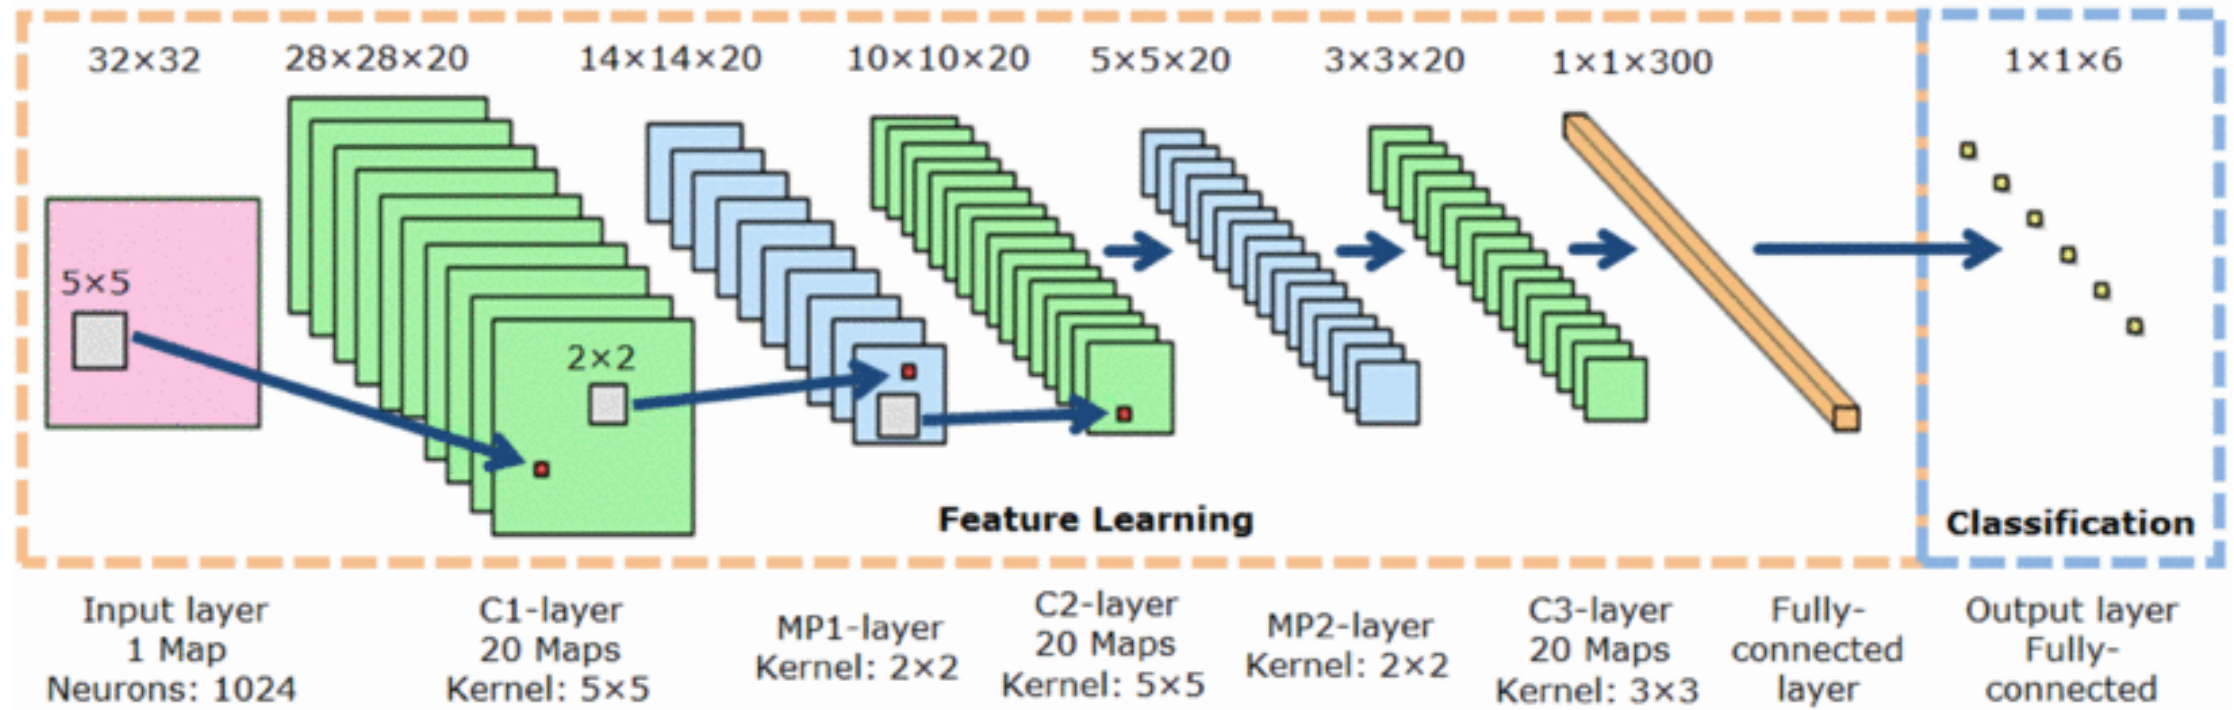 32×32
28×28×20
14×14×20
10×10×20
5×5×20
3×3×20
1×1×300
1×1×6
5×5
2×2
Feature Learning
Classification
Input layer
1 Map
Neurons: 1024
C1-layer
20 Maps
Kernel: 5×5
MP1-layer
Kernel: 2×2
C2-layer
20 Maps
Kernel: 5×5
MP2-layer
Kernel: 2×2
C3-layer
20 Maps
Kernel: 3×3
Fully-
connected
layer
Output layer
Fully-
connected